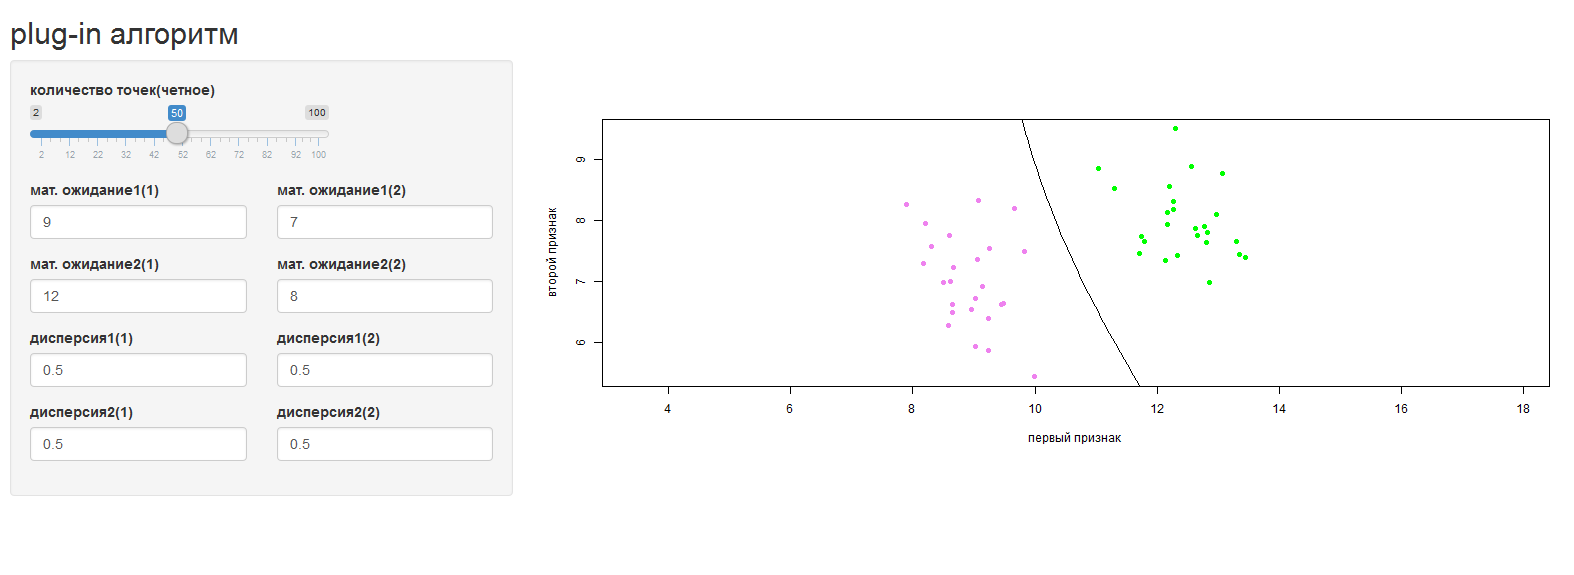 plug-in алгоритм
количество точек(четное)
2 50 100
2 12 22 32 42 52 62 72 82 92 100
мат. ожидание1(1) мат. ожидание1(2)
9 7
мат. ожидание2(1) мат. ожидание2(2)
12 8
дисперсия1(1) дисперсия1(2)
0.5 0.5
дисперсия2(1) дисперсия2(2)
0.5 0.5
второй признак
9
8
7
6
4 6 8 10 12 14 16 18
первый признак